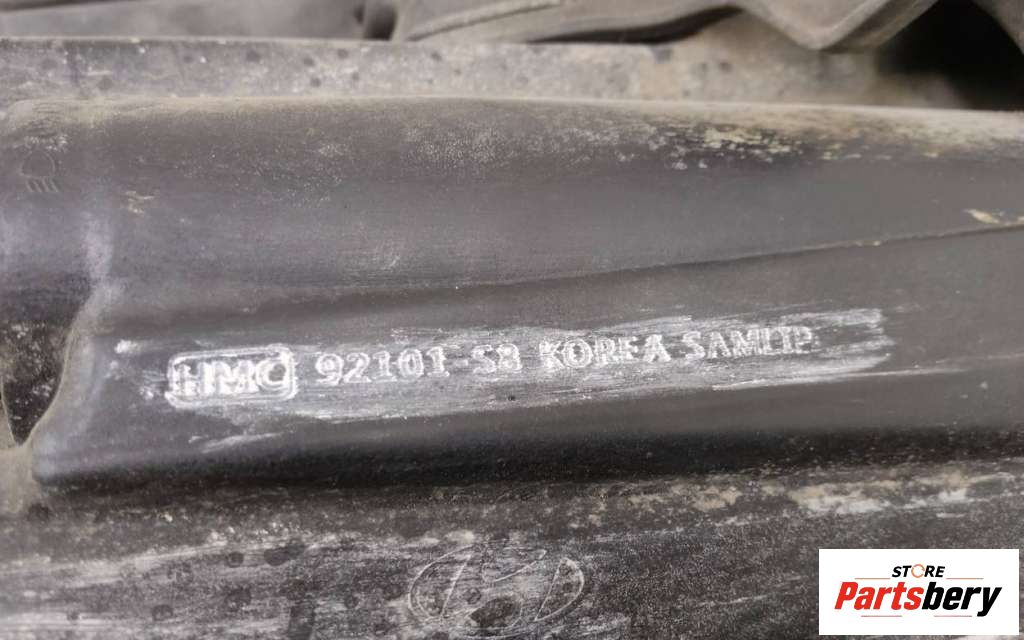 HMC 92101-S8 KOREA SAMLIP
STORE
Partsbery